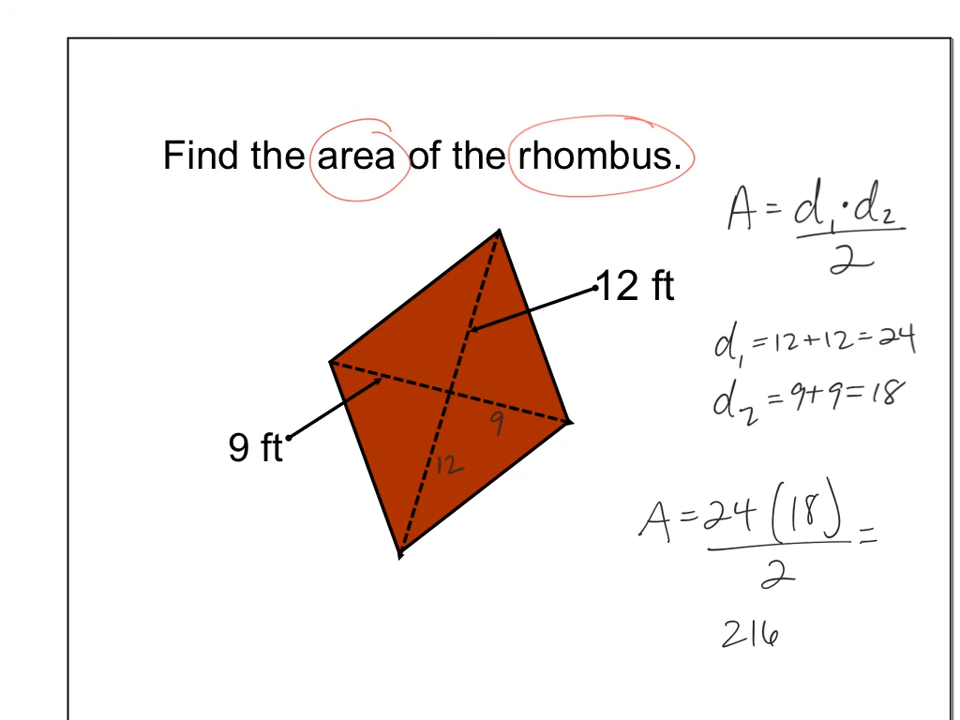 Find the area of the rhombus.
A = d₁·d₂/2
12 ft
d₁ = 12+12 = 24
d₂ = 9+9 = 18
9 ft
9
12
A = 24(18)/2 =
216